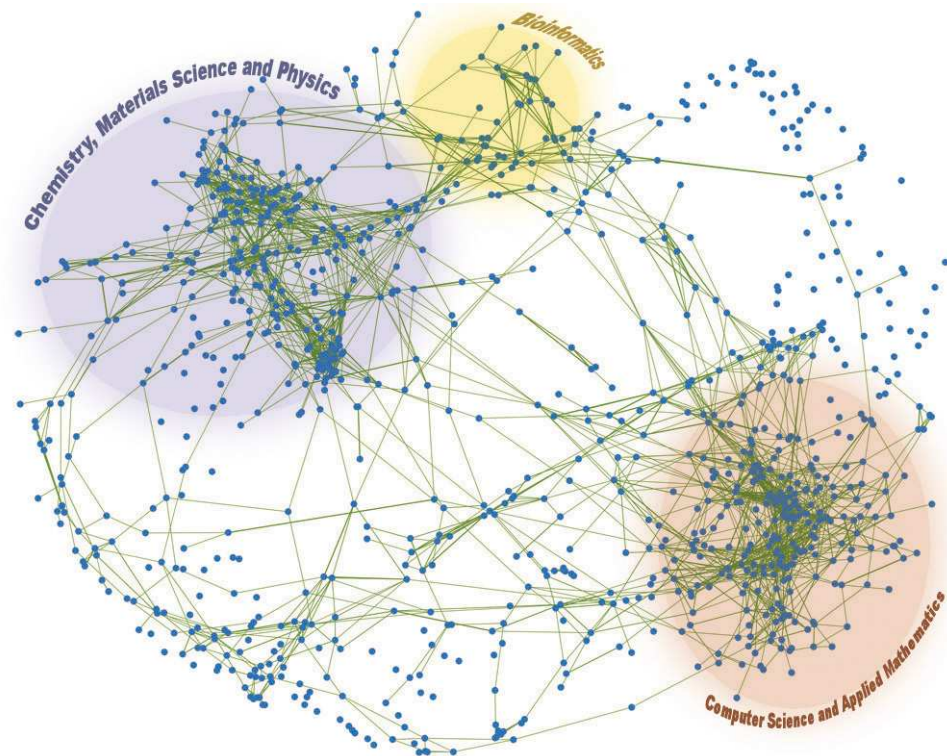 Bioinformatics
Chemistry, Materials Science and Physics
Computer Science and Applied Mathematics